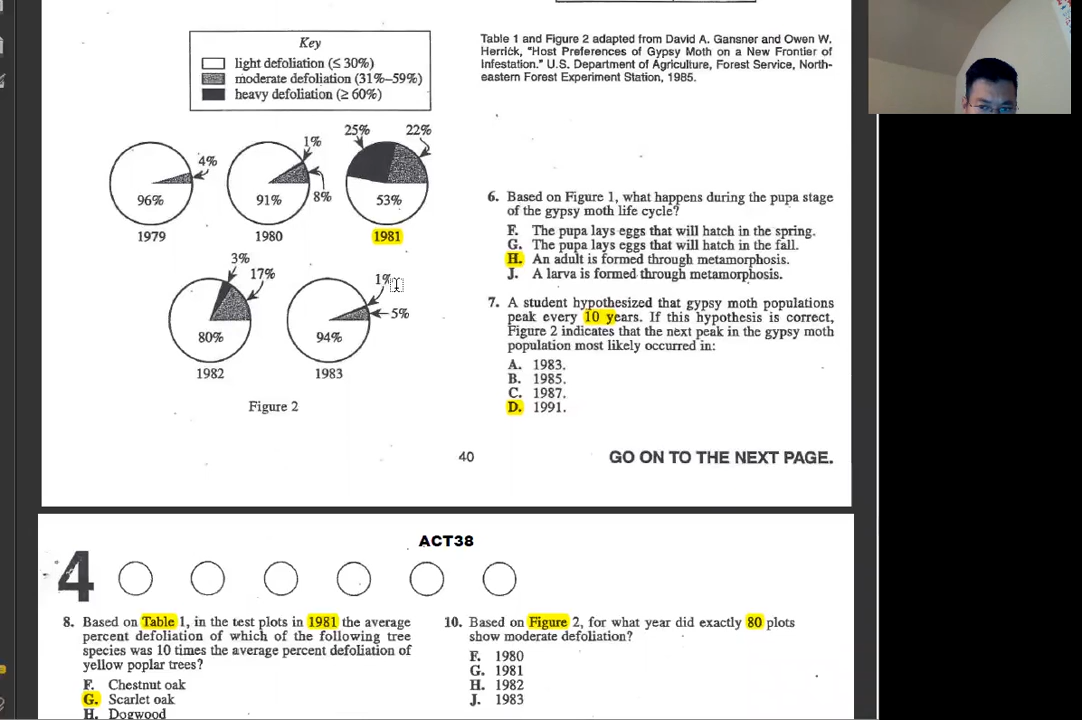 Key
light defoliation (≤ 30%)
moderate defoliation (31%–59%)
heavy defoliation (≥ 60%)
4%
96%
1979
1%
8%
91%
1980
25%
22%
53%
1981
3%
17%
80%
1982
1%
5%
94%
1983
Figure 2
Table 1 and Figure 2 adapted from David A. Gansner and Owen W.
Herrick, "Host Preferences of Gypsy Moth on a New Frontier of
Infestation." U.S. Department of Agriculture, Forest Service, North-
eastern Forest Experiment Station, 1985.
6. Based on Figure 1, what happens during the pupa stage
of the gypsy moth life cycle?
F. The pupa lays eggs that will hatch in the spring.
G. The pupa lays eggs that will hatch in the fall.
H. An adult is formed through metamorphosis.
J. A larva is formed through metamorphosis.
7. A student hypothesized that gypsy moth populations
peak every 10 years. If this hypothesis is correct,
Figure 2 indicates that the next peak in the gypsy moth
population most likely occurred in:
A. 1983.
B. 1985.
C. 1987.
D. 1991.
40
GO ON TO THE NEXT PAGE.
ACT38
4
8. Based on Table 1, in the test plots in 1981 the average
percent defoliation of which of the following tree
species was 10 times the average percent defoliation of
yellow poplar trees?
F. Chestnut oak
G. Scarlet oak
H. Dogwood
10. Based on Figure 2, for what year did exactly 80 plots
show moderate defoliation?
F. 1980
G. 1981
H. 1982
J. 1983